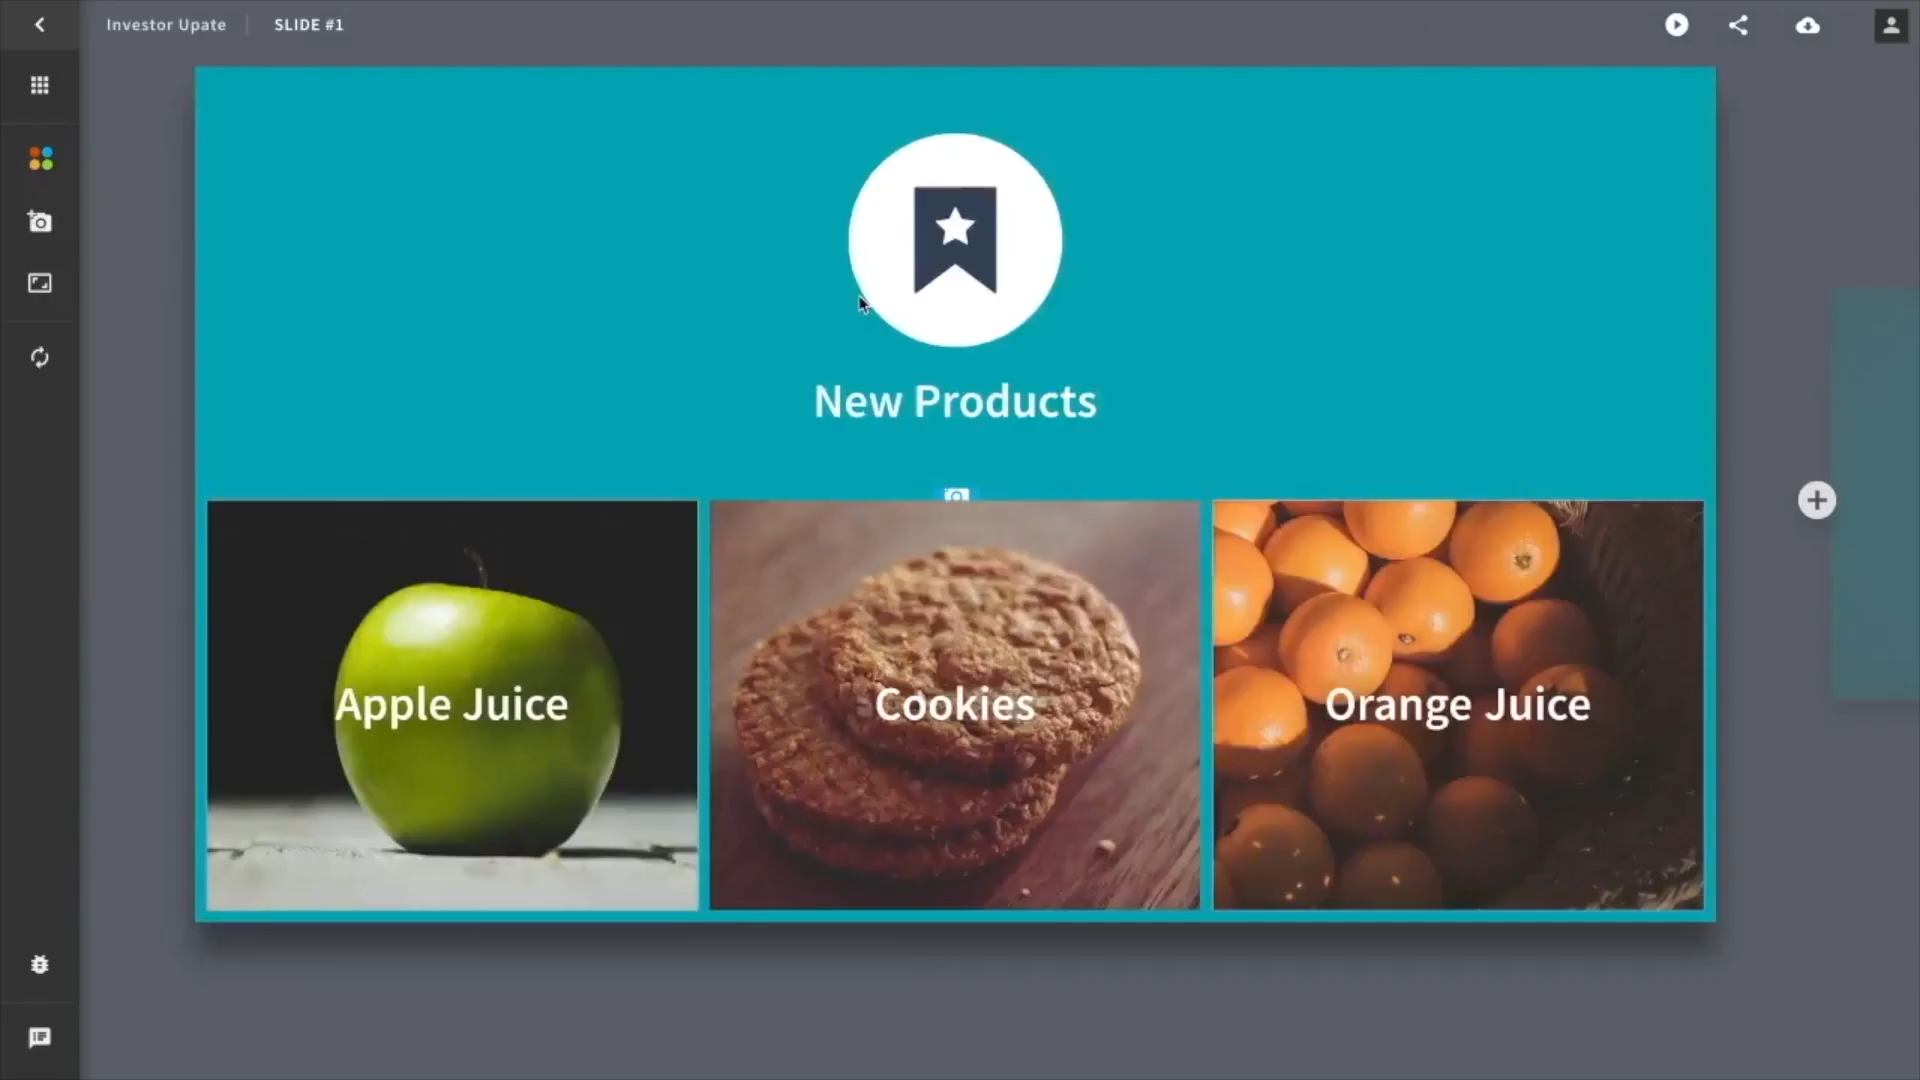 Investor Upate
SLIDE #1
New Products
Apple Juice
Cookies
Orange Juice